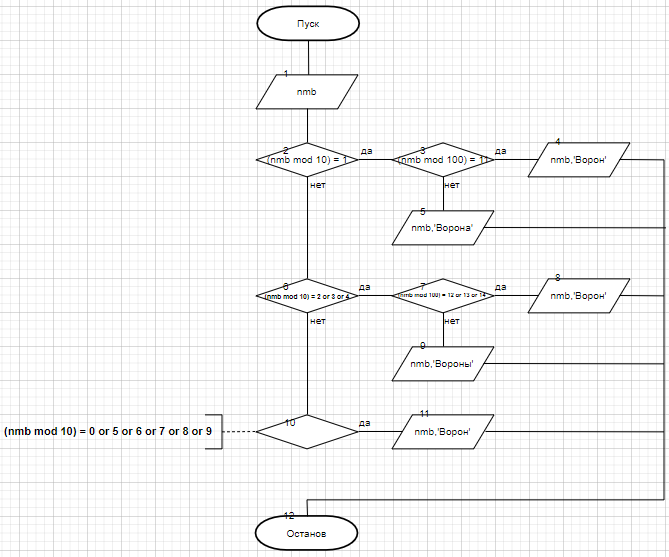 Пуск
1
nmb
2
(nmb mod 10) = 1
да
3
(nmb mod 100) = 11
да
4
nmb,'Ворон'
нет
нет
5
nmb,'Ворона'
6
(nmb mod 10) = 2 or 3 or 4
да
7
(nmb mod 100) = 12 or 13 or 14
да
8
nmb,'Ворон'
нет
нет
9
nmb,'Вороны'
(nmb mod 10) = 0 or 5 or 6 or 7 or 8 or 9
10
да
11
nmb,'Ворон'
12
Останов